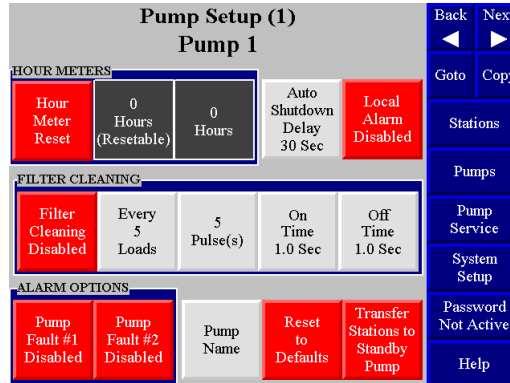 Pump Setup (1)
Pump 1
Back
Nex
HOUR METERS
Hour
Meter
Reset
0
Hours
(Resetable)
0
Hours
Auto
Shutdown
Delay
30 Sec
Local
Alarm
Disabled
Goto
Copy
Stations
FILTER CLEANING
Filter
Cleaning
Disabled
Every
5
Loads
5
Pulse(s)
On
Time
1.0 Sec
Off
Time
1.0 Sec
Pumps
Pump
Service
System
Setup
ALARM OPTIONS
Pump
Fault #1
Disabled
Pump
Fault #2
Disabled
Pump
Name
Reset
to
Defaults
Transfer
Stations to
Standby
Pump
Password
Not Active
Help